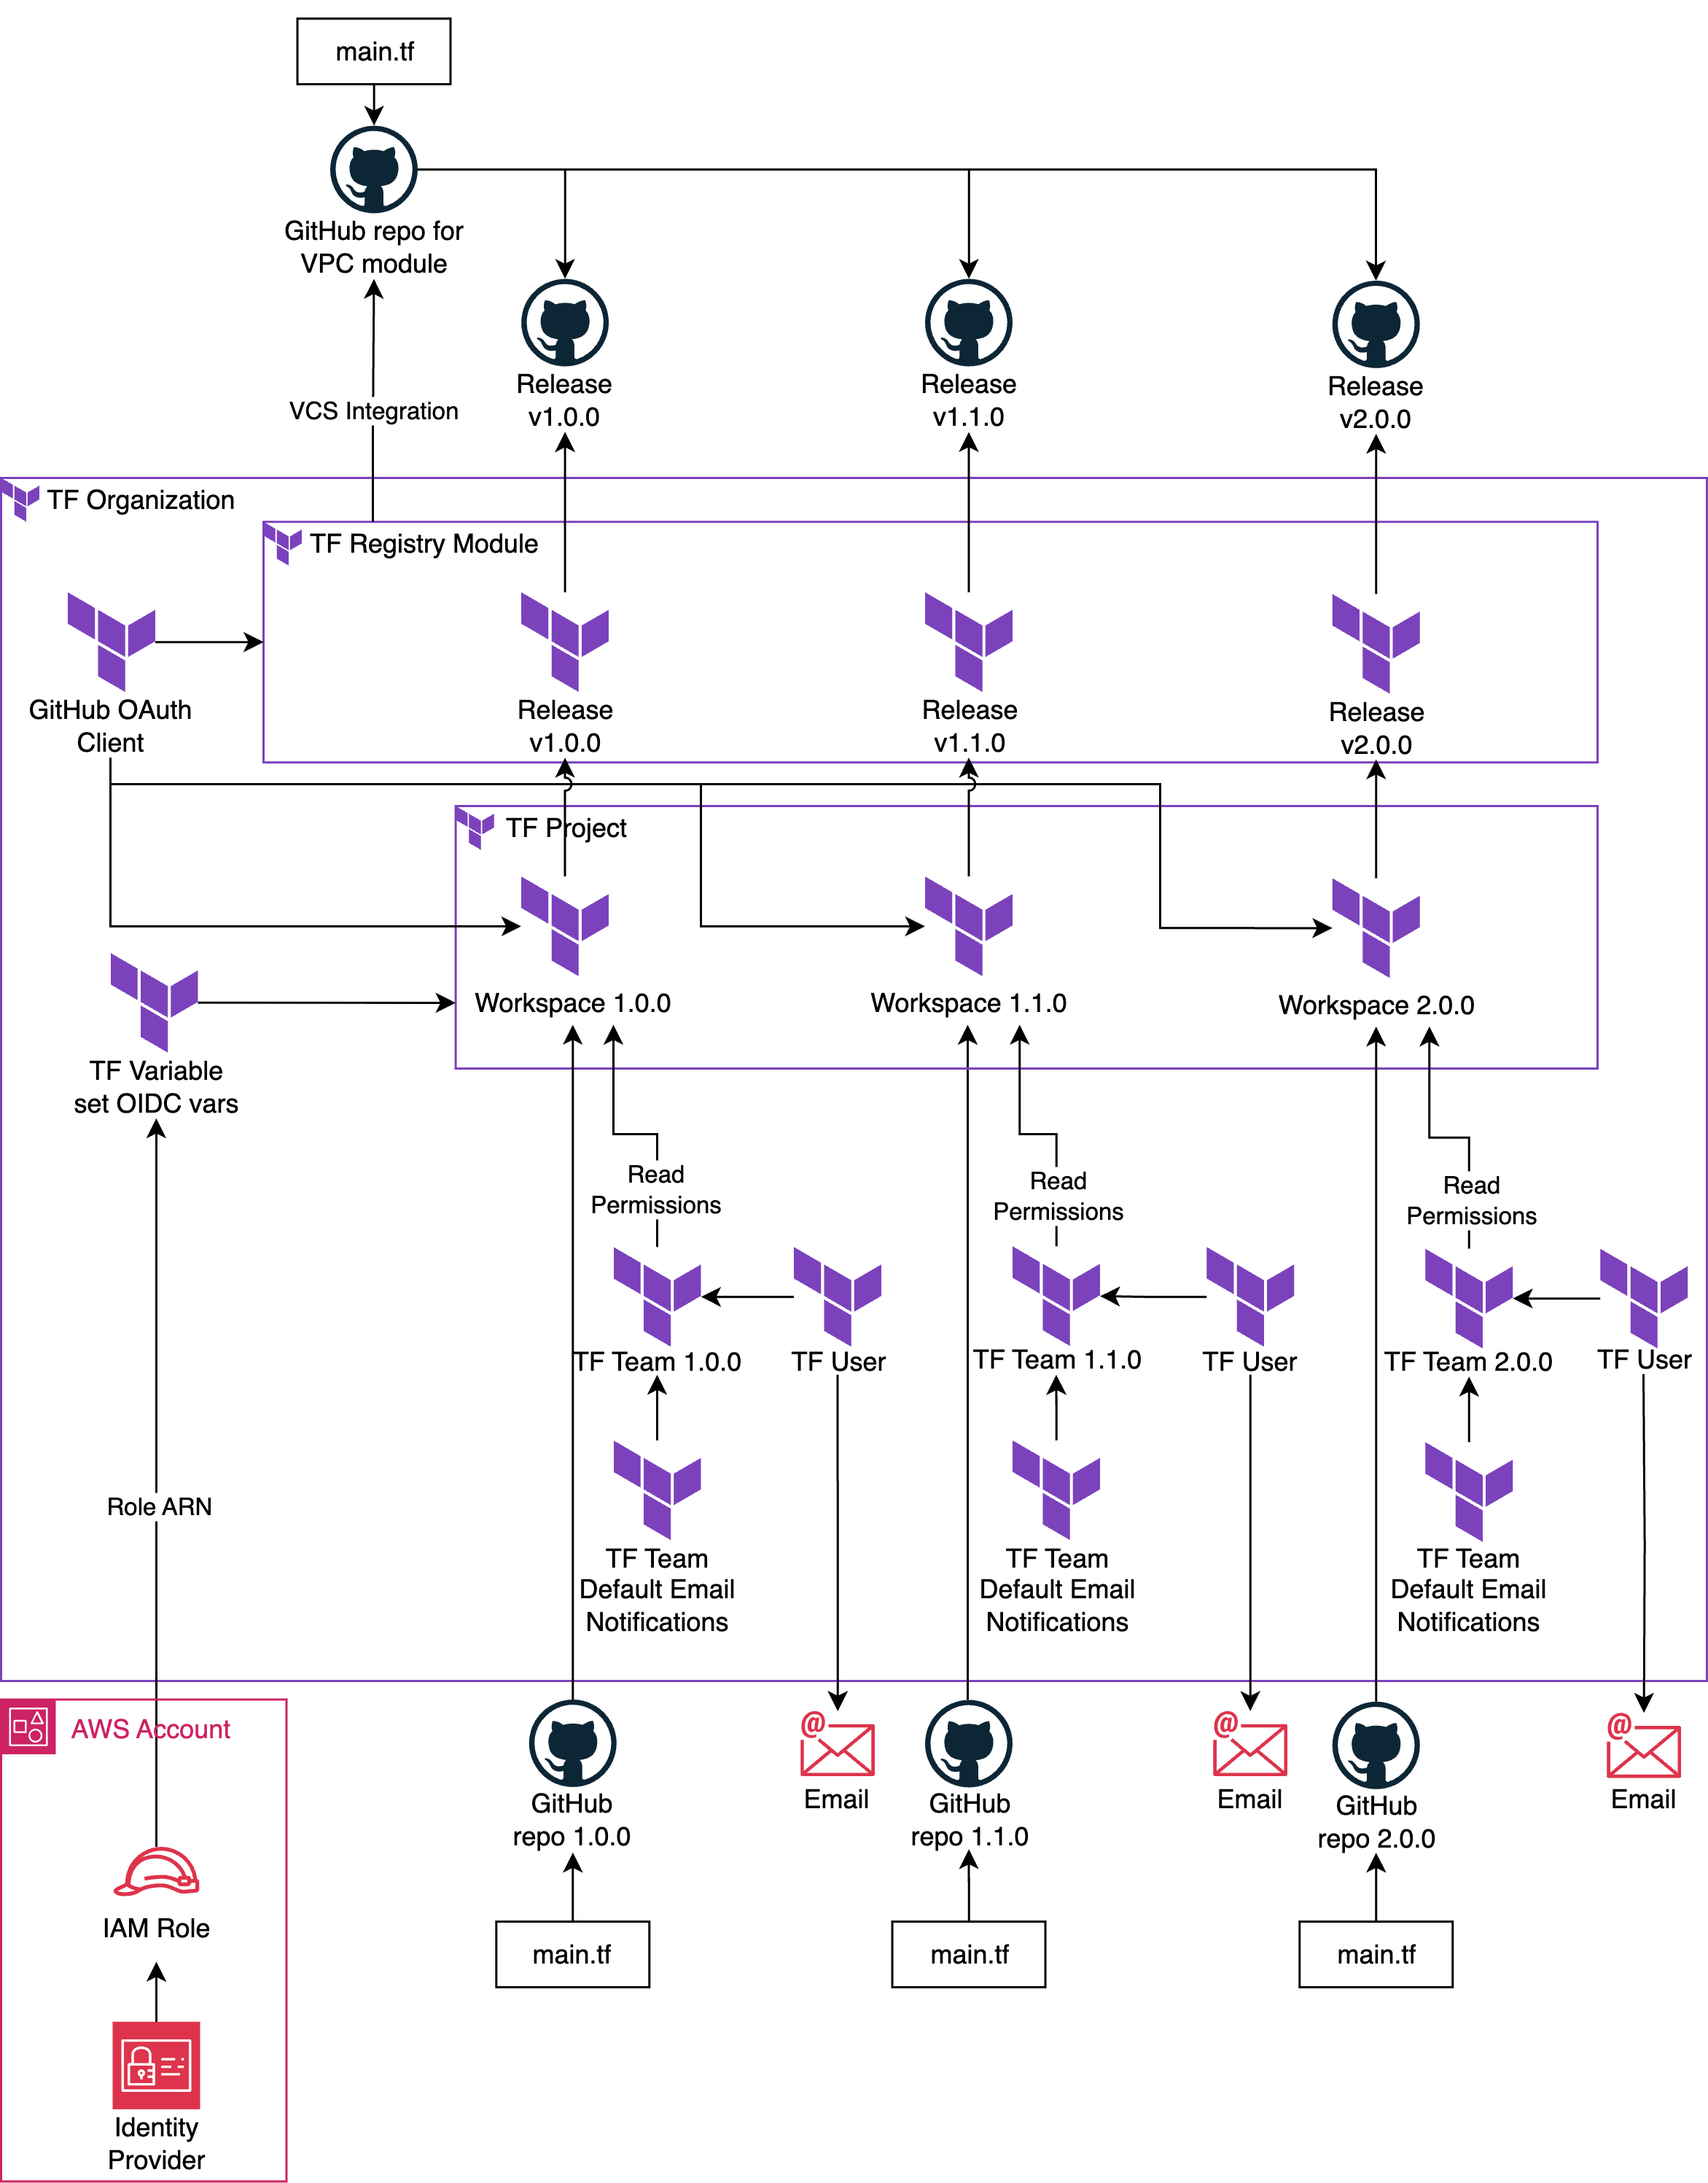 main.tf
GitHub repo for
VPC module
Release
v1.0.0
Release
v1.1.0
Release
v2.0.0
VCS Integration
TF Organization
TF Registry Module
GitHub OAuth
Client
Release
v1.0.0
Release
v1.1.0
Release
v2.0.0
TF Project
Workspace 1.0.0
Workspace 1.1.0
Workspace 2.0.0
TF Variable
set OIDC vars
Read
Permissions
Read
Permissions
Read
Permissions
TF Team 1.0.0
TF User
TF Team 1.1.0
TF User
TF Team 2.0.0
TF User
Role ARN
TF Team
Default Email
Notifications
TF Team
Default Email
Notifications
TF Team
Default Email
Notifications
AWS Account
GitHub
repo 1.0.0
@
Email
GitHub
repo 1.1.0
@
Email
GitHub
repo 2.0.0
@
Email
IAM Role
main.tf
main.tf
main.tf
Identity
Provider